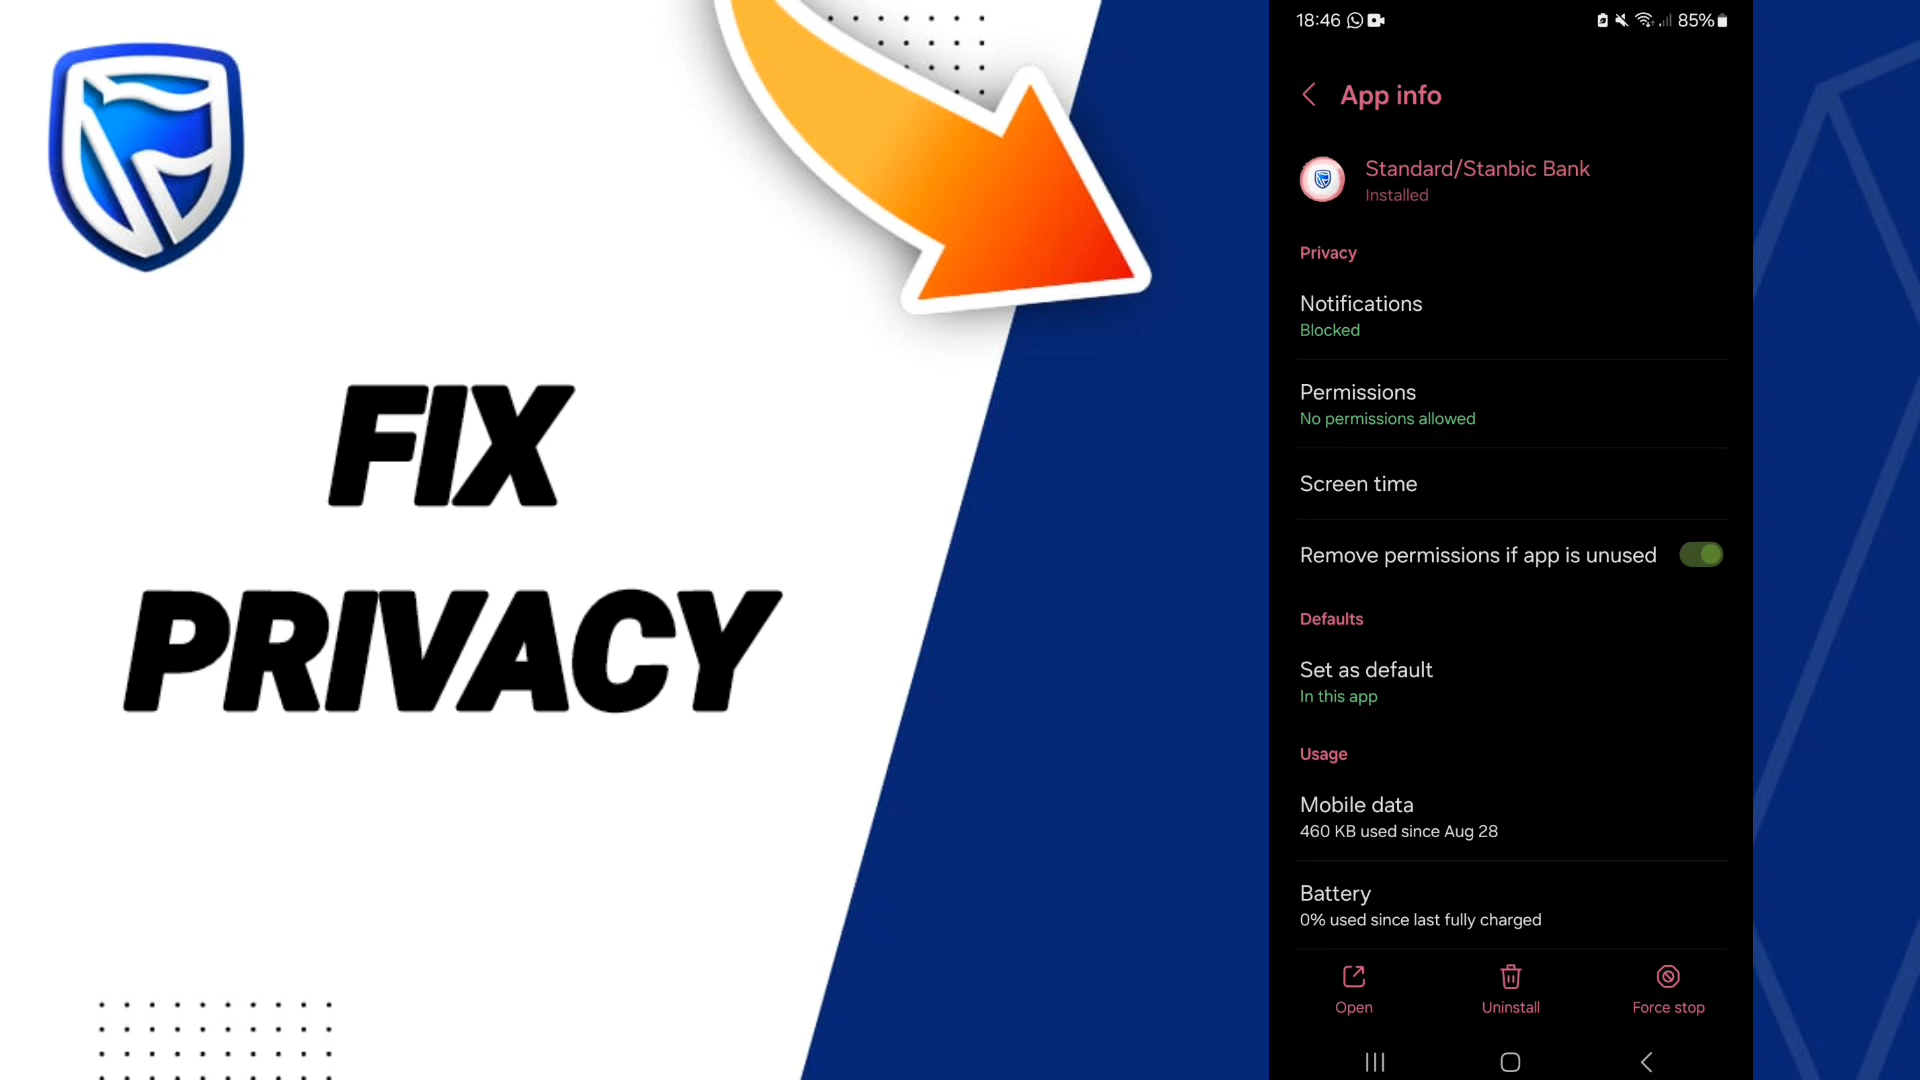 FIX
PRIVACY
18:46
85%
App info
Standard/Stanbic Bank
Installed
Privacy
Notifications
Blocked
Permissions
No permissions allowed
Screen time
Remove permissions if app is unused
Defaults
Set as default
In this app
Usage
Mobile data
460 KB used since Aug 28
Battery
0% used since last fully charged
Open
Uninstall
Force stop